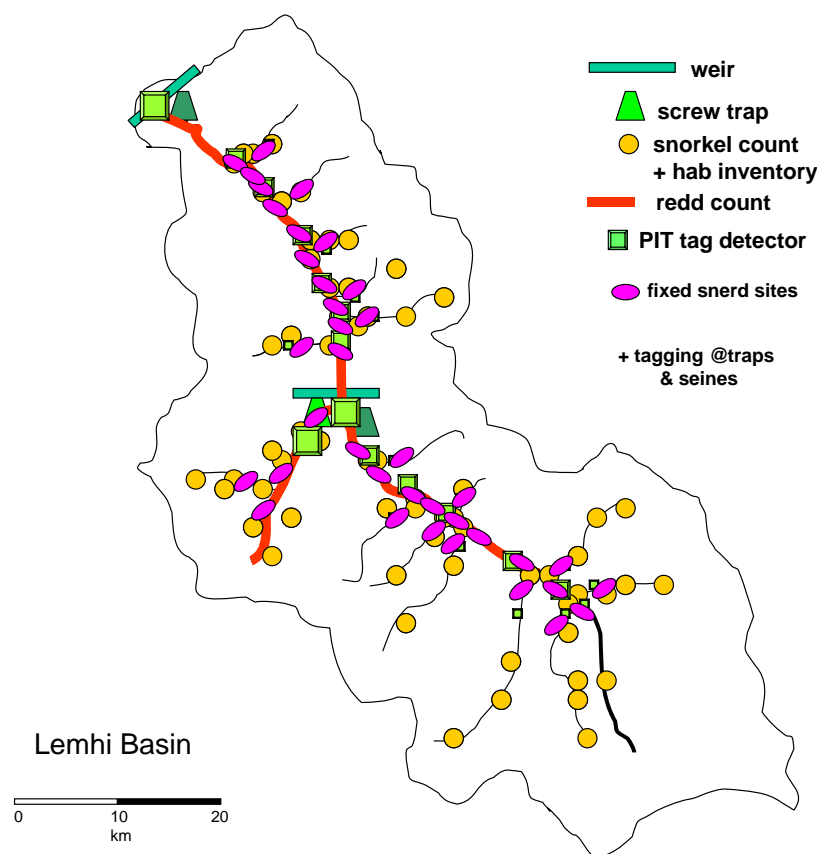 weir
screw trap
snorkel count
+ hab inventory
redd count
PIT tag detector
fixed snerd sites
+ tagging @traps
& seines
Lemhi Basin
0 10 20
km